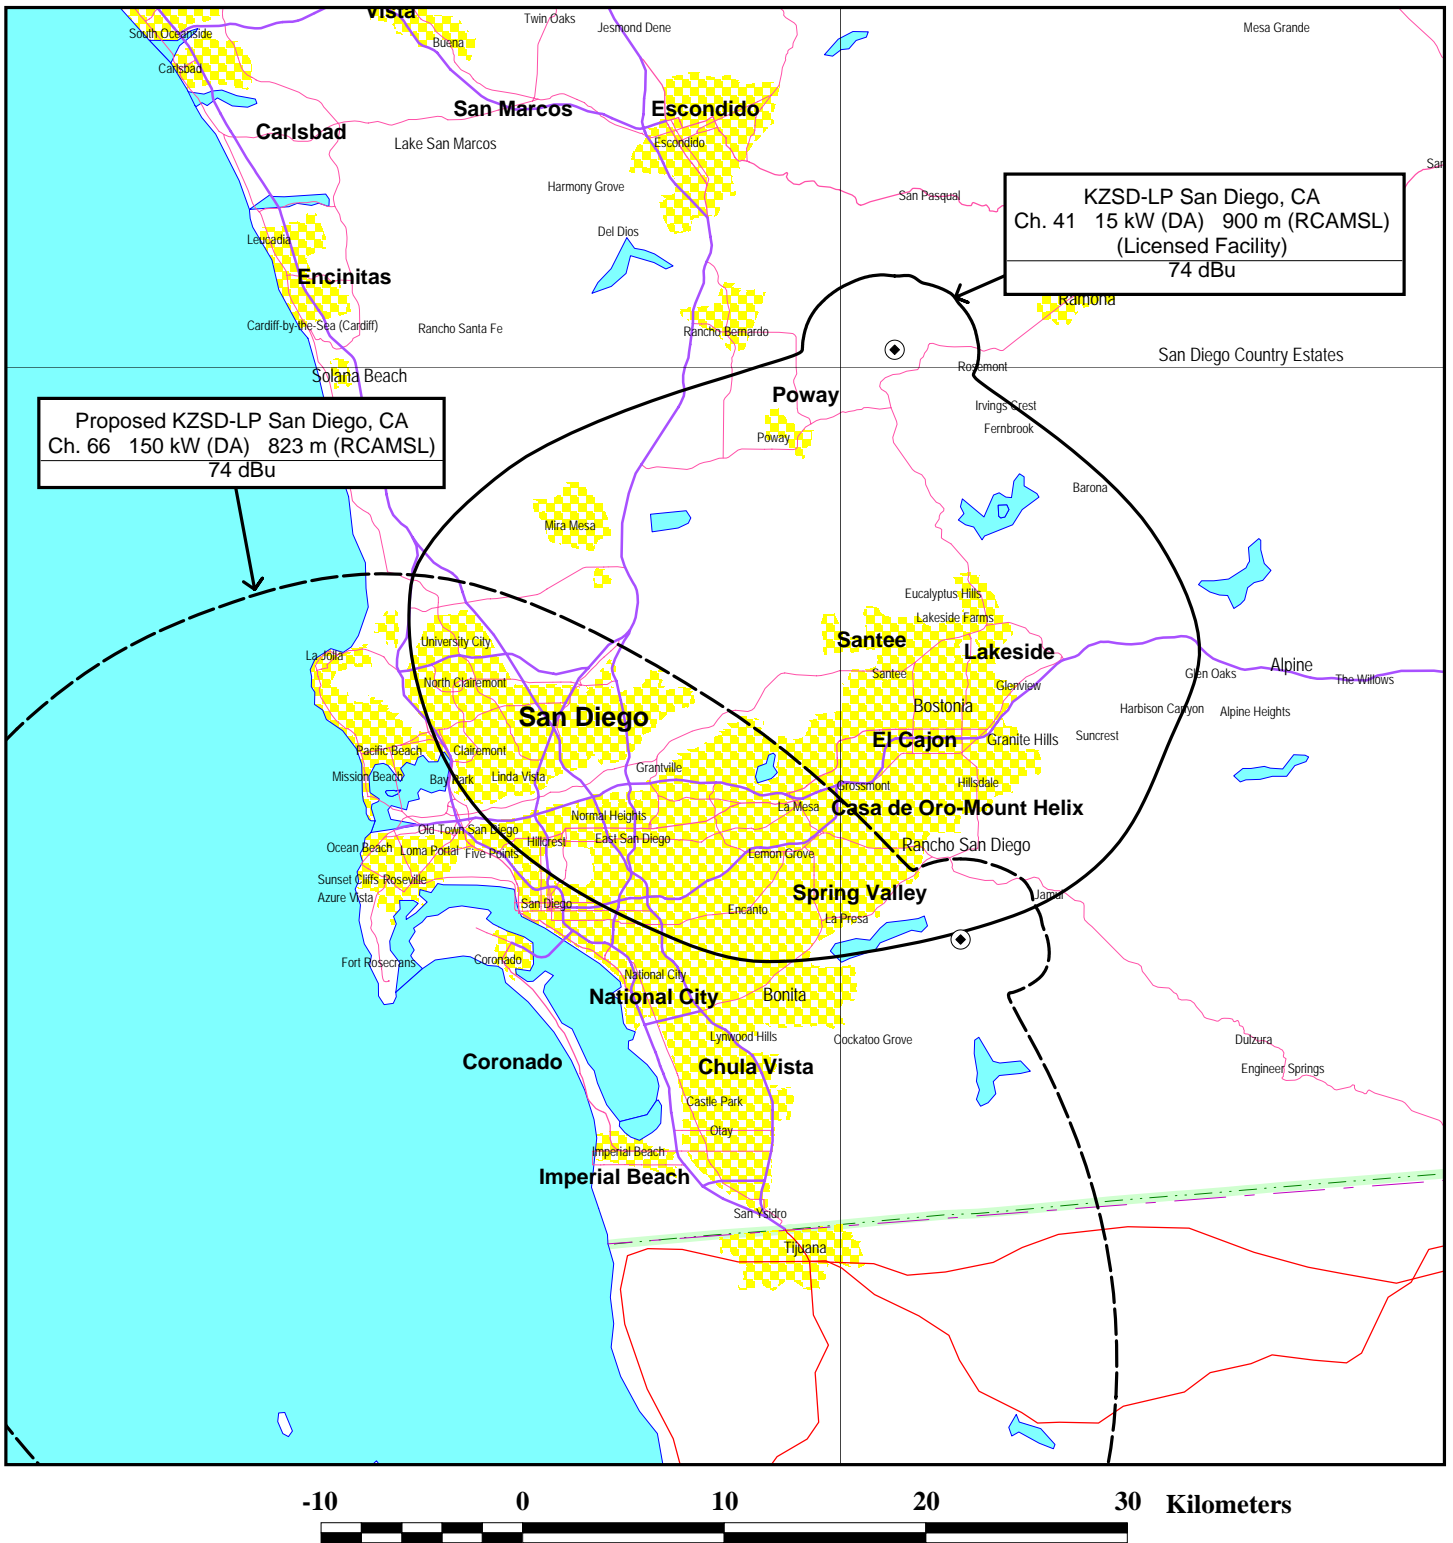 Vista
Twin Oaks
Jesmond Dene
Mesa Grande
South Oceanside
Buena
Carlsbad
San Marcos
Escondido
Carlsbad
Lake San Marcos
Escondido
Harmony Grove
San Pasqual
KZSD-LP San Diego, CA
Ch. 41 15 kW (DA) 900 m (RCAMSL)
(Licensed Facility)
74 dBu
Leucadia
Del Dios
Encinitas
Ramona
Cardiff-by-the-Sea (Cardiff)
Rancho Santa Fe
Rancho Bernardo
San Diego Country Estates
Rosemont
Solana Beach
Poway
Irvings Crest
Fernbrook
Proposed KZSD-LP San Diego, CA
Ch. 66 150 kW (DA) 823 m (RCAMSL)
74 dBu
Poway
Barona
Mira Mesa
Eucalyptus Hills
Lakeside Farms
University City
Santee
Lakeside
La Jolla
Alpine
Santee
Glen Oaks
The Willows
North Clairemont
Glenview
Bostonia
Harbison Canyon
Alpine Heights
San Diego
El Cajon
Granite Hills
Suncrest
Pacific Beach
Clairemont
Mission Beach
Bay Park
Linda Vista
Grantville
Grossmont
Hillsdale
La Mesa
Casa de Oro-Mount Helix
Normal Heights
Old Town San Diego
Hillcrest
East San Diego
Ocean Beach
Loma Portal
Five Points
Lemon Grove
Rancho San Diego
Sunset Cliffs
Roseville
Azure Vista
Spring Valley
Jamul
San Diego
Encanto
La Presa
Fort Rosecrans
Coronado
National City
National City
Bonita
Lynwood Hills
Cockatoo Grove
Dulzura
Coronado
Chula Vista
Engineer Springs
Castle Park
Otay
Imperial Beach
Imperial Beach
San Ysidro
Tijuana
-10 0 10 20 30 Kilometers